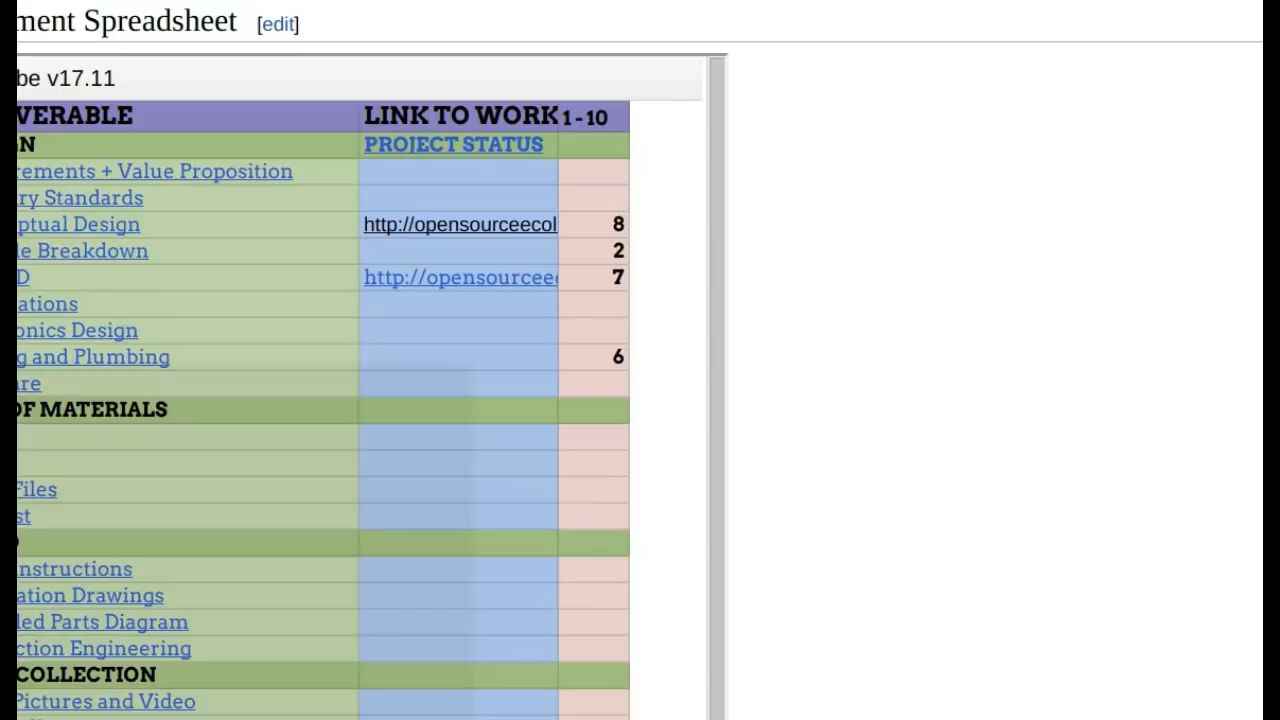 ment Spreadsheet [edit]
be v17.11
VERABLE LINK TO WORK 1 - 10
N PROJECT STATUS
rements + Value Proposition
ry Standards
ptual Design http://opensourceecol 8
le Breakdown 2
D http://opensourcee 7
ations
onics Design
g and Plumbing 6
are
OF MATERIALS
Files
st
nstructions
ation Drawings
led Parts Diagram
ction Engineering
COLLECTION
Pictures and Video